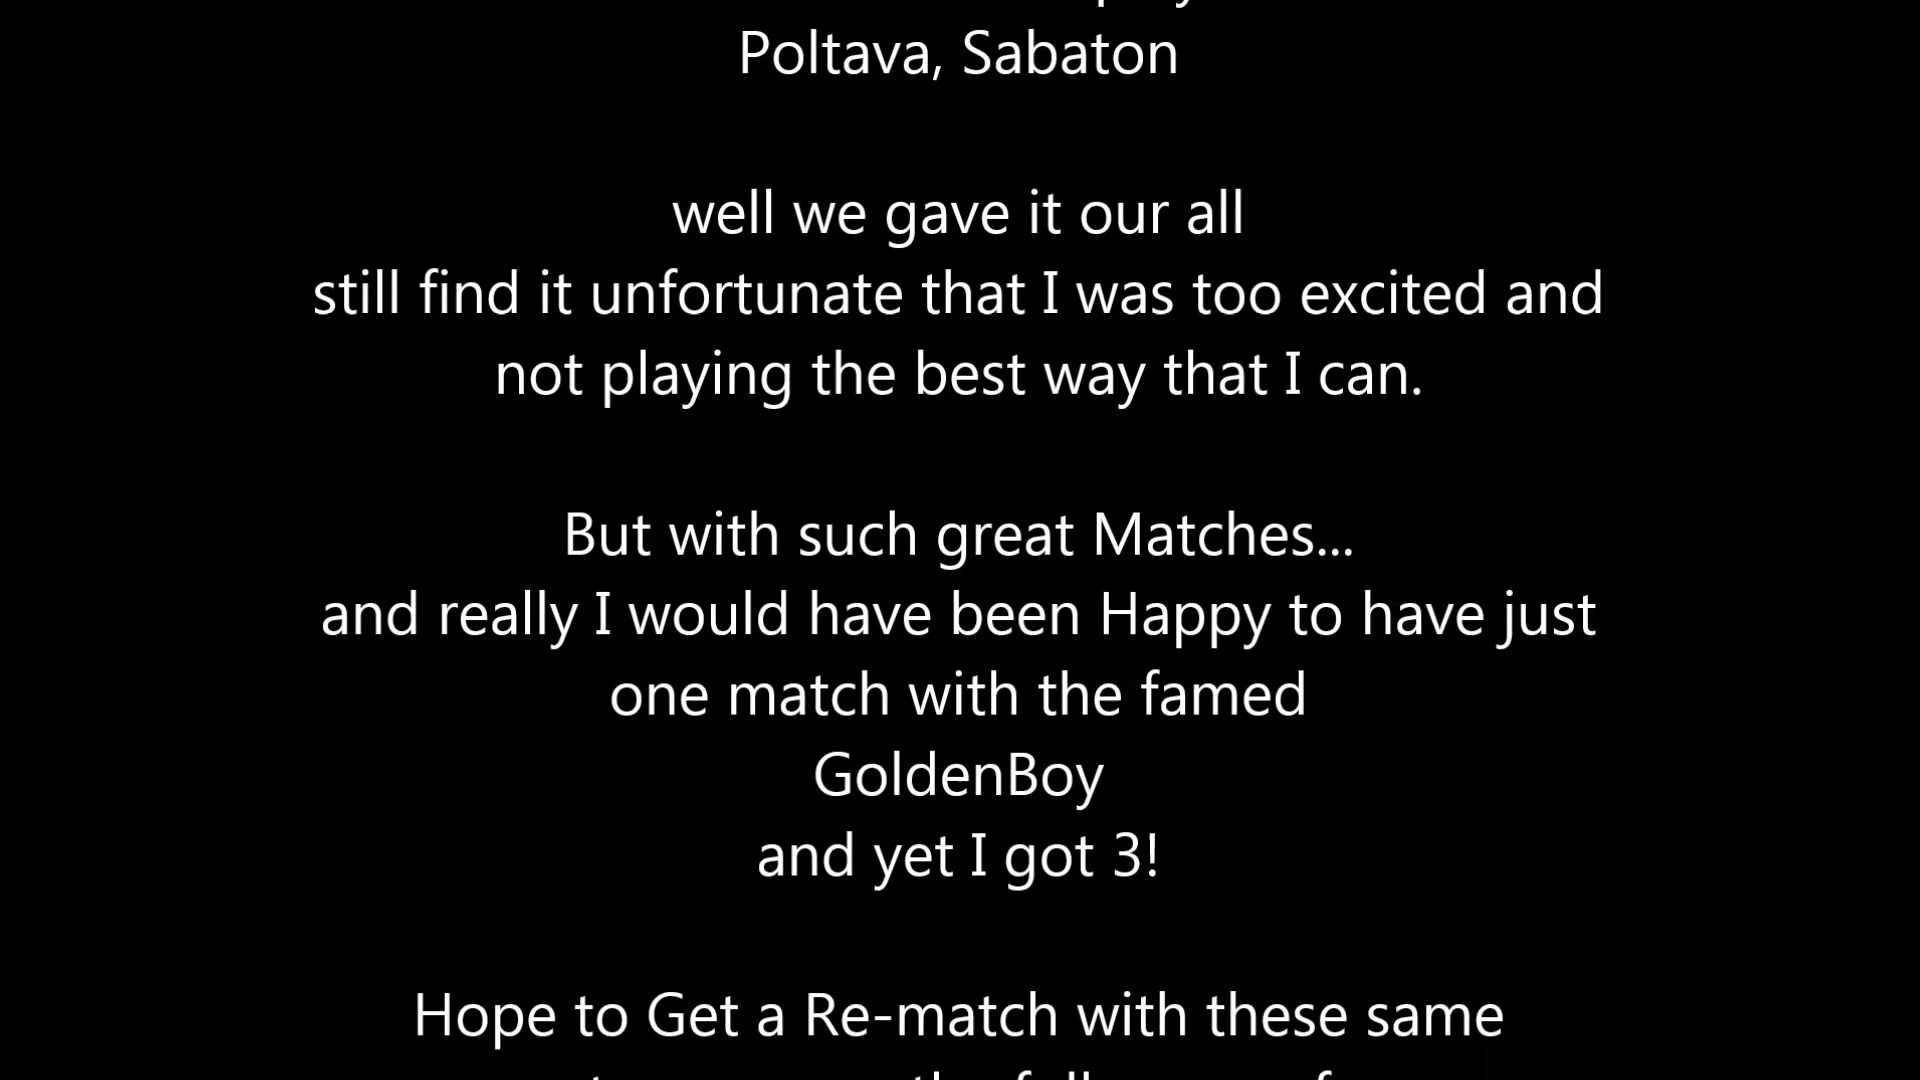 Poltava, Sabaton
well we gave it our all
still find it unfortunate that I was too excited and
not playing the best way that I can.
But with such great Matches...
and really I would have been Happy to have just
one match with the famed
GoldenBoy
and yet I got 3!
Hope to Get a Re-match with these same